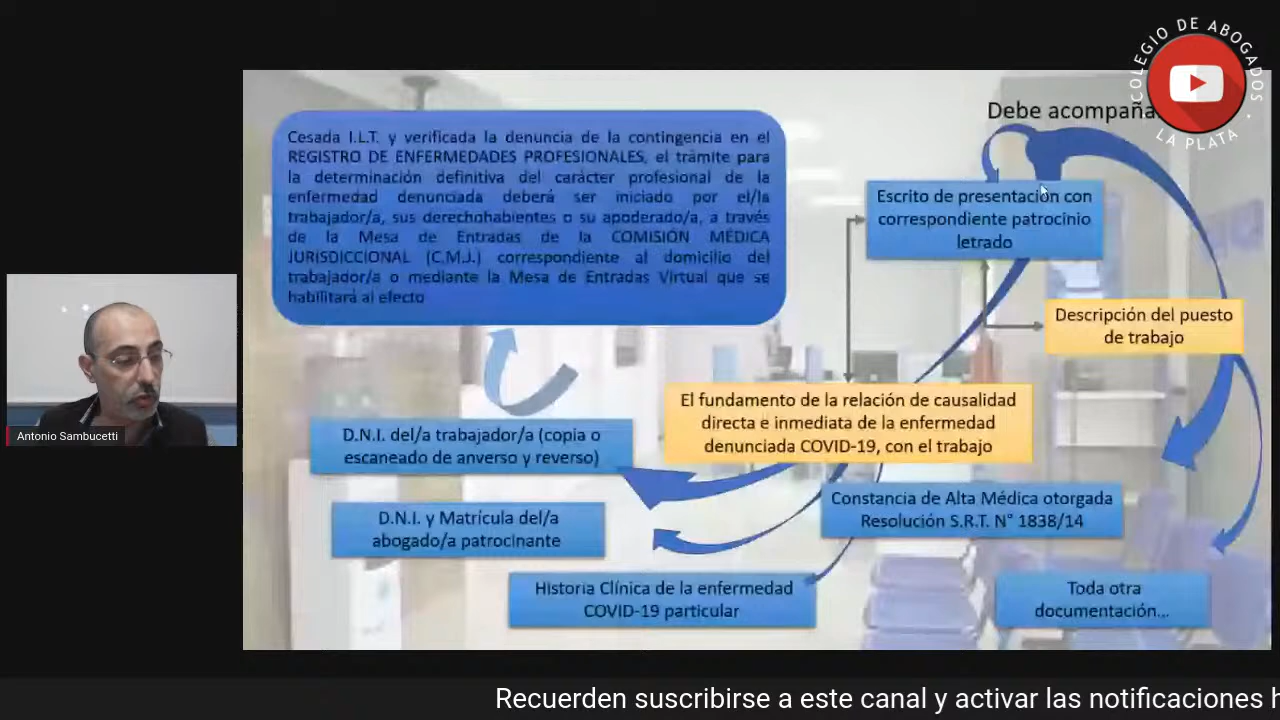 COLEGIO DE ABOGADOS
LA PLATA
Debe acompaña
Cesada I.L.T. y verificada la denuncia de la contingencia en el
REGISTRO DE ENFERMEDADES PROFESIONALES, el trámite para
la determinación definitiva del carácter profesional de la
enfermedad denunciada deberá ser iniciado por el/la
trabajador/a, sus derechohabientes o su apoderado/a, a través
de la Mesa de Entradas de la COMISIÓN MÉDICA
JURISDICCIONAL (C.M.J.) correspondiente al domicilio del
trabajador/a o mediante la Mesa de Entradas Virtual que se
habilitará al efecto
Escrito de presentación con
correspondiente patrocinio
letrado
Descripción del puesto
de trabajo
El fundamento de la relación de causalidad
directa e inmediata de la enfermedad
denunciada COVID-19, con el trabajo
D.N.I. del/a trabajador/a (copia o
escaneado de anverso y reverso)
Constancia de Alta Médica otorgada
Resolución S.R.T. N° 1838/14
D.N.I. y Matrícula del/a
abogado/a patrocinante
Historia Clínica de la enfermedad
COVID-19 particular
Toda otra
documentación...
Antonio Sambucetti
Recuerden suscribirse a este canal y activar las notificaciones h